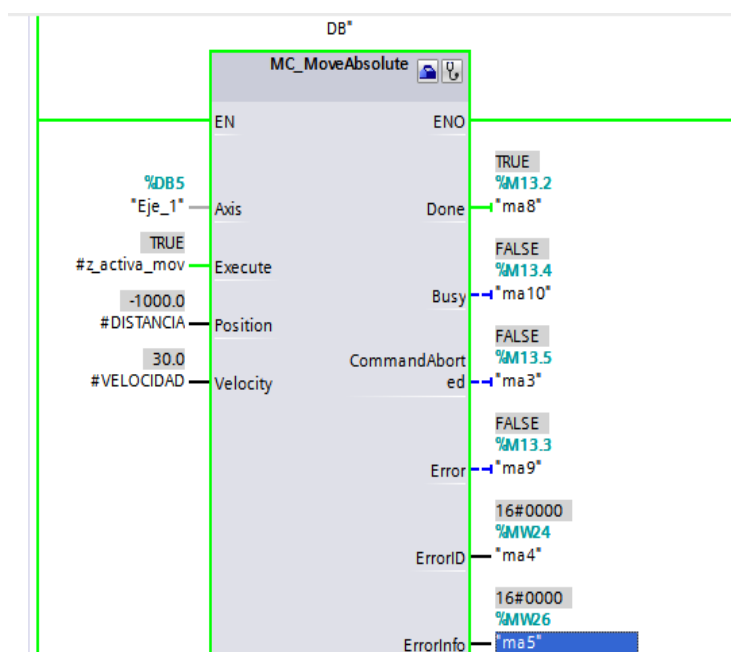 DB"
MC_MoveAbsolute
EN
ENO
TRUE
%M13.2
%DB5
"Eje_1"
Axis
Done
"ma8"
TRUE
#z_activa_mov
Execute
FALSE
%M13.4
Busy
"ma10"
-1000.0
#DISTANCIA
Position
FALSE
%M13.5
30.0
#VELOCIDAD
Velocity
CommandAbort
ed
"ma3"
FALSE
%M13.3
Error
"ma9"
16#0000
%MW24
ErrorID
"ma4"
16#0000
%MW26
ErrorInfo
"ma5"